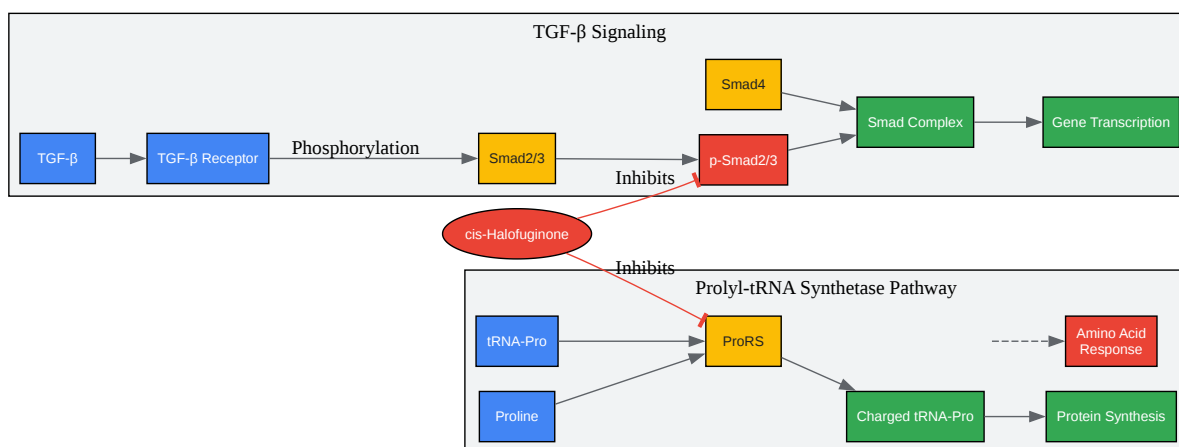 TGF-β Signaling
Smad4
Smad Complex
Gene Transcription
TGF-β
TGF-β Receptor
Phosphorylation
Smad2/3
p-Smad2/3
Inhibits
cis-Halofuginone
Inhibits
Prolyl-tRNA Synthetase Pathway
tRNA-Pro
ProRS
Amino Acid
Response
Proline
Charged tRNA-Pro
Protein Synthesis